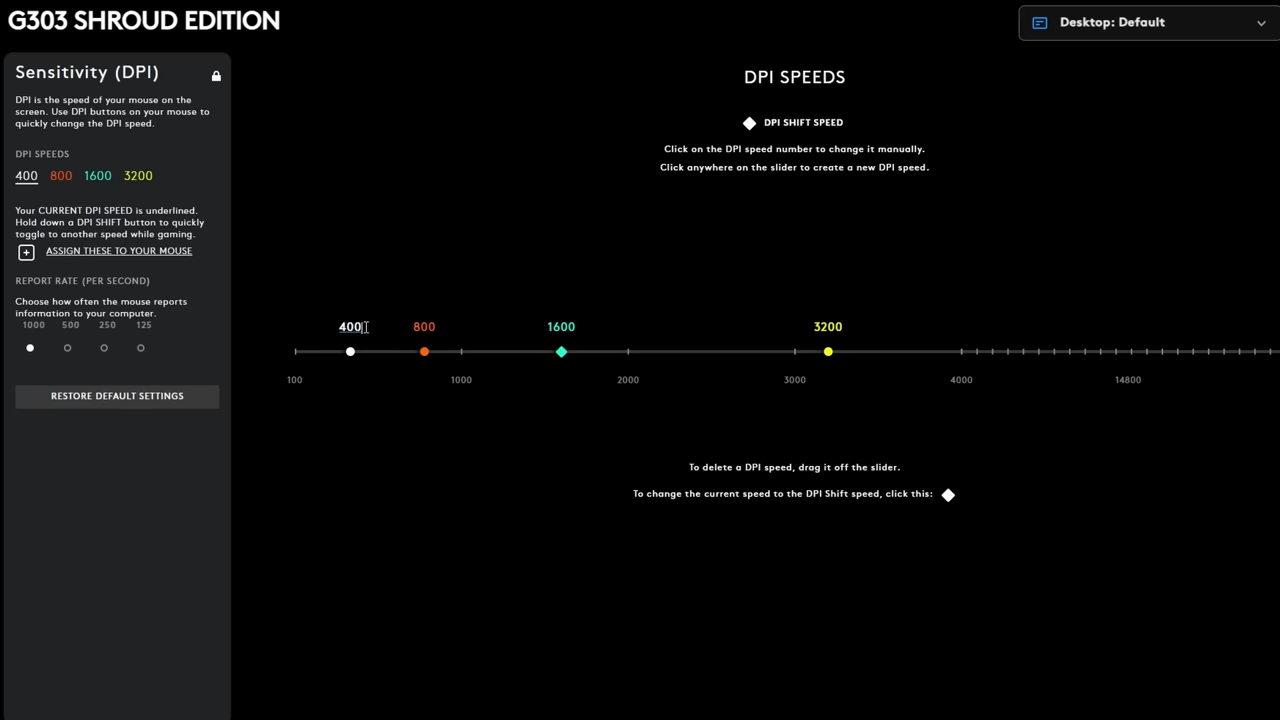 G303 SHROUD EDITION
Desktop: Default
Sensitivity (DPI)
DPI is the speed of your mouse on the
screen. Use DPI buttons on your mouse to
quickly change the DPI speed.
DPI SPEEDS
400 800 1600 3200
Your CURRENT DPI SPEED is underlined.
Hold down a DPI SHIFT button to quickly
toggle to another speed while gaming.
ASSIGN THESE TO YOUR MOUSE
REPORT RATE (PER SECOND)
Choose how often the mouse reports
information to your computer.
1000 500 250 125
RESTORE DEFAULT SETTINGS
DPI SPEEDS
DPI SHIFT SPEED
Click on the DPI speed number to change it manually.
Click anywhere on the slider to create a new DPI speed.
400 800 1600 3200
100 1000 2000 3000 4000 14800
To delete a DPI speed, drag it off the slider.
To change the current speed to the DPI Shift speed, click this: